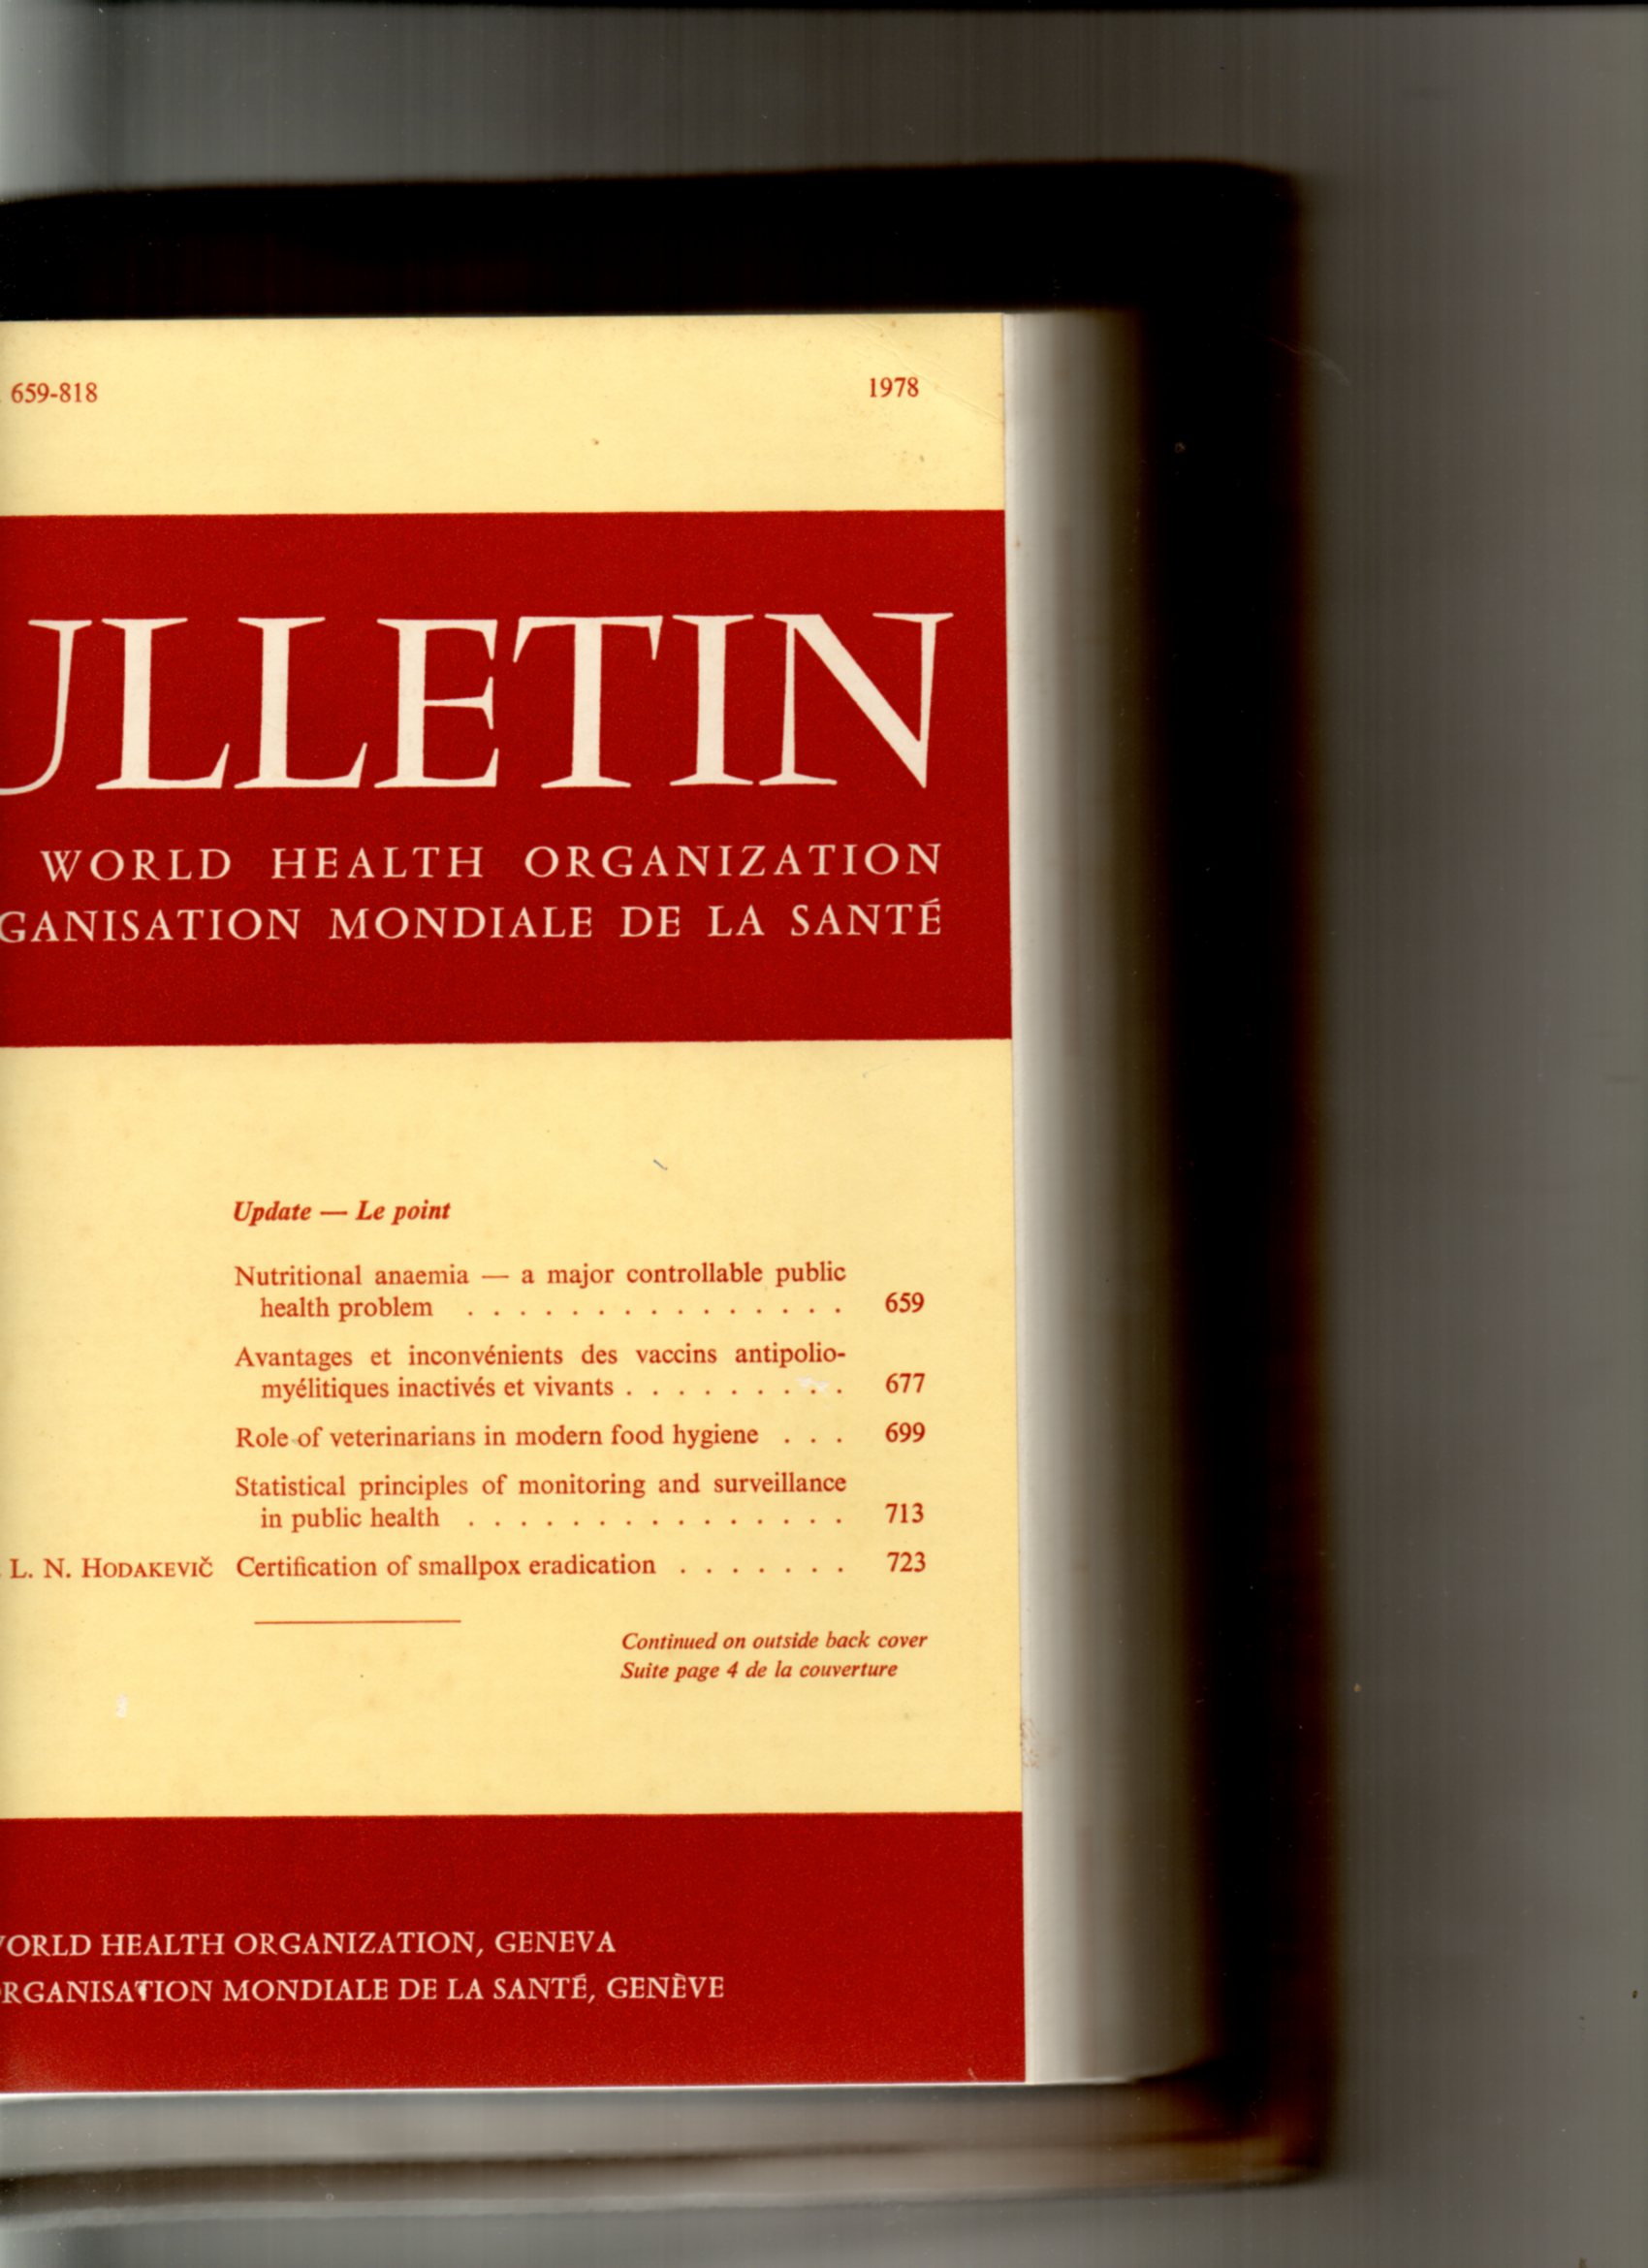 659-818 1978
ULLETIN
WORLD HEALTH ORGANIZATION
GANISATION MONDIALE DE LA SANTÉ
Update — Le point
Nutritional anaemia — a major controllable public
health problem . . . . . . . . . . . . . . . 659
Avantages et inconvénients des vaccins antipolio-
myélitiques inactivés et vivants . . . . . . . . . 677
Role of veterinarians in modern food hygiene . . . 699
Statistical principles of monitoring and surveillance
in public health . . . . . . . . . . . . . . . 713
L. N. HODAKEVIČ Certification of smallpox eradication . . . . . . . 723
Continued on outside back cover
Suite page 4 de la couverture
WORLD HEALTH ORGANIZATION, GENEVA
RGANISATION MONDIALE DE LA SANTÉ, GENÈVE